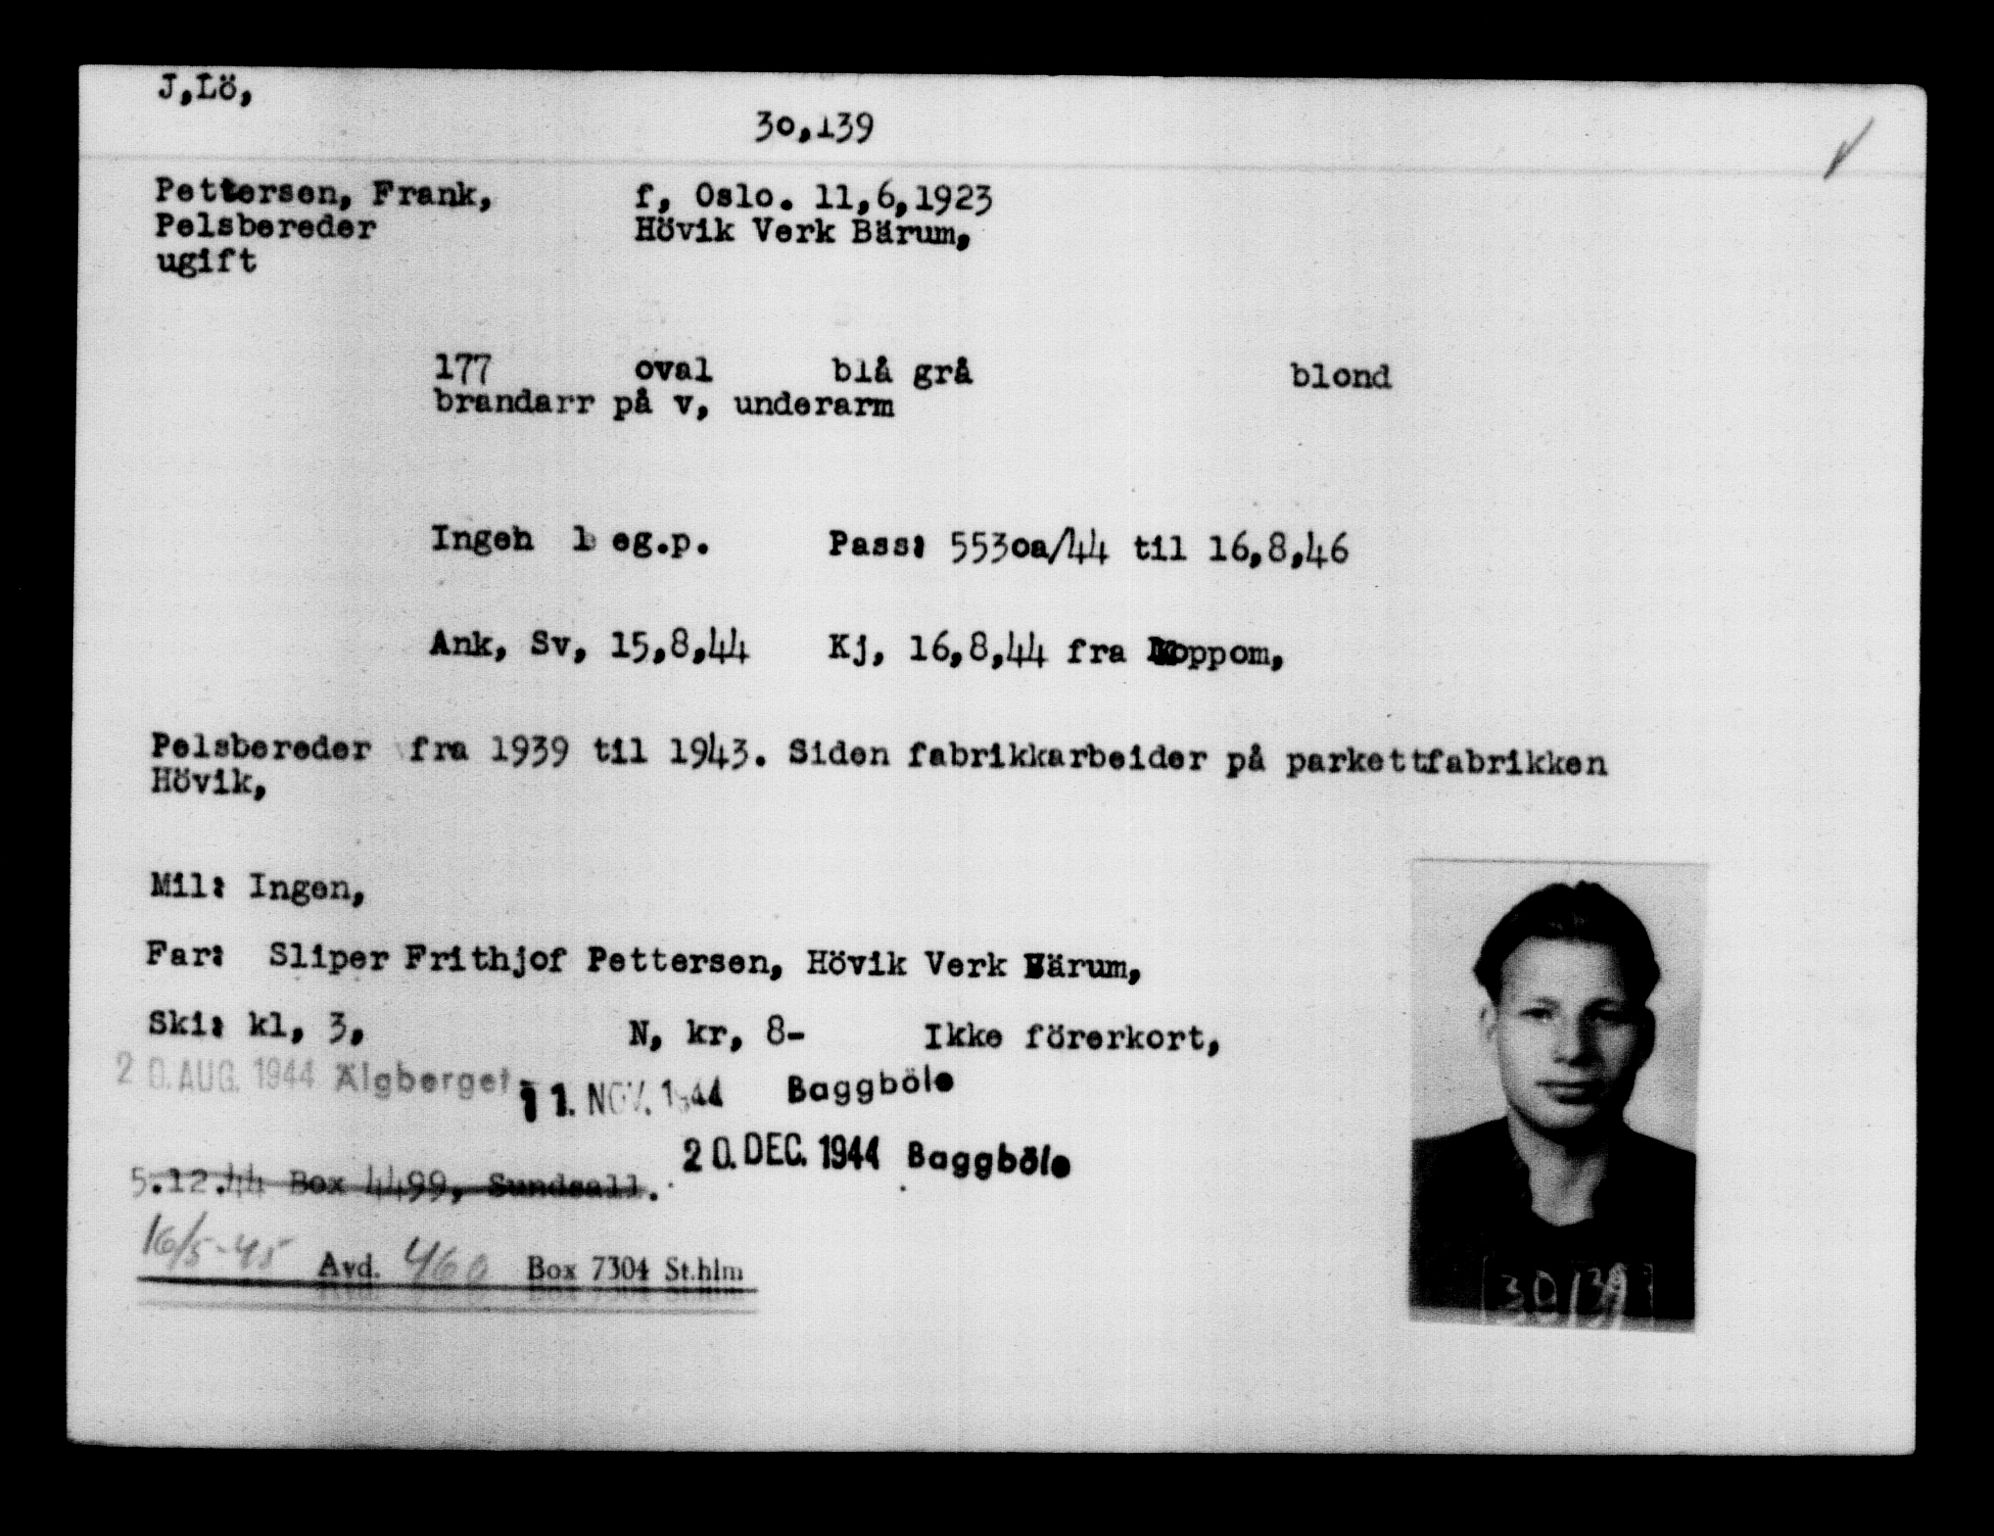 J,Lö,
30,139
Pettersen, Frank, f, Oslo. 11,6,1923
Pelsbereder Hövik Verk Bärum,
ugift
177 oval blå grå blond
brandarr på v, underarm
Ingen leg.p. Pass: 5530a/44 til 16,8,46
Ank, Sv, 15,8,44 Kj, 16,8,44 fra Koppom,
Pelsbereder fra 1939 til 1943. Siden fabrikkarbeider på parkettfabrikken
Hövik,
Mil: Ingen,
Far: Sliper Frithjof Pettersen, Hövik Verk Bärum,
Ski: kl, 3, N, kr, 8- Ikke förerkort,
20. AUG. 1944 Älgberget 11. NOV. 1944 Baggböle
20. DEC. 1944 Baggböle
5.12.44 Box 4499, Sundsall.
16/5-45 Avd. 460 Box 7304 St.hlm
30139